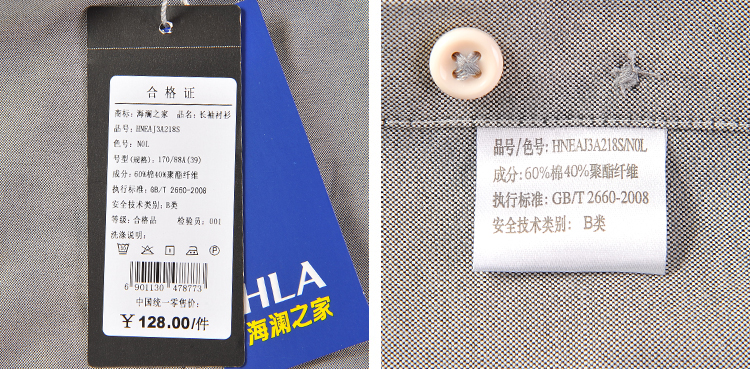 合格证
商标:海澜之家 品名:长袖衬衫
品号:HNEAJ3A218S
色号:N0L
号型(规格):170/88A(39)
成分:60%棉40%聚酯纤维
执行标准:GB/T 2660-2008
安全技术类别:B类
等级:合格品 检验员:001
洗涤说明:
P
6 901130 478773
中国统一零售价:
¥ 128.00/件
HLA
海澜之家
品号/色号: HNEAJ3A218S/N0L
成分: 60%棉40%聚酯纤维
执行标准: GB/T 2660-2008
安全技术类别: B类